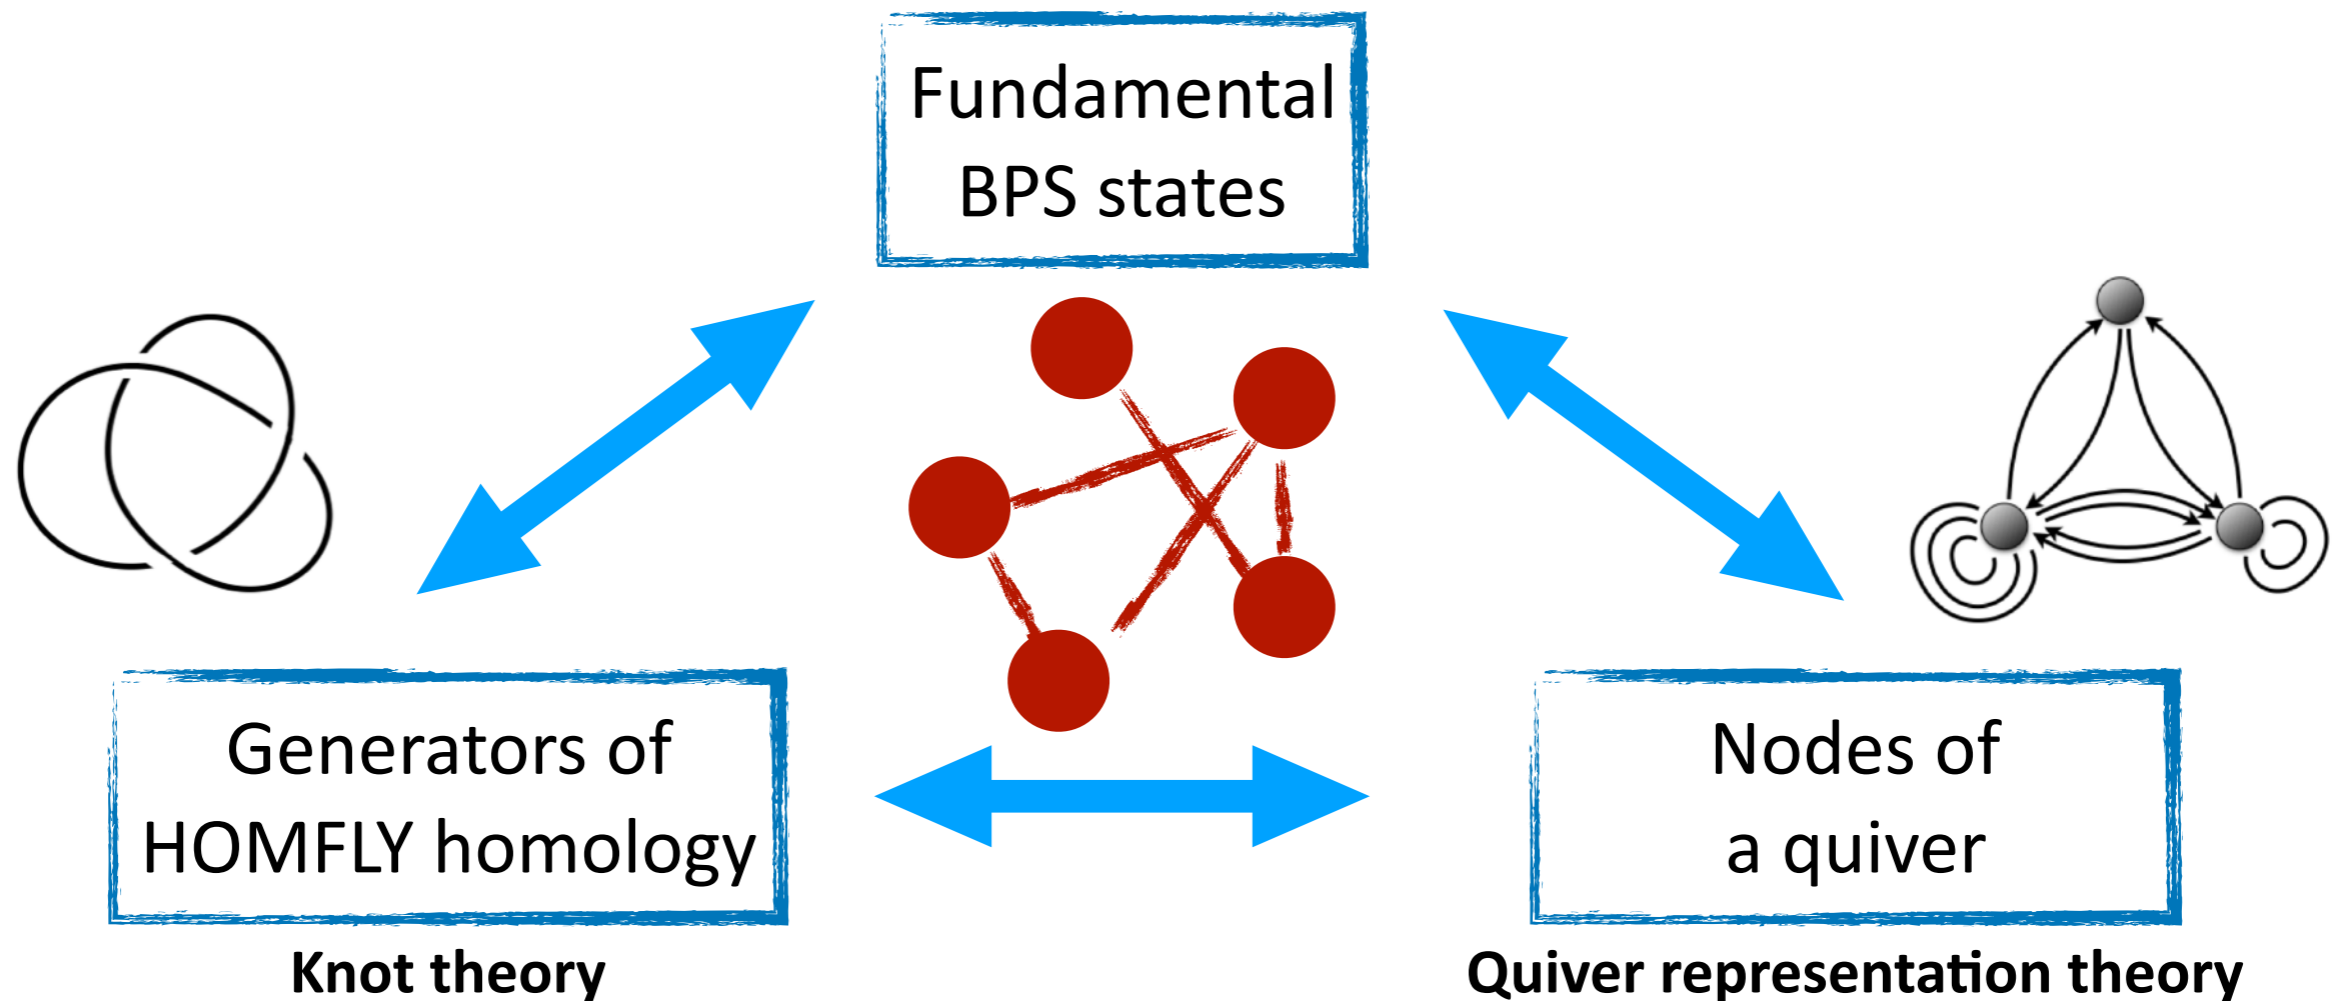 Fundamental
BPS states
Generators of
HOMFLY homology
Knot theory
Nodes of
a quiver
Quiver representation theory